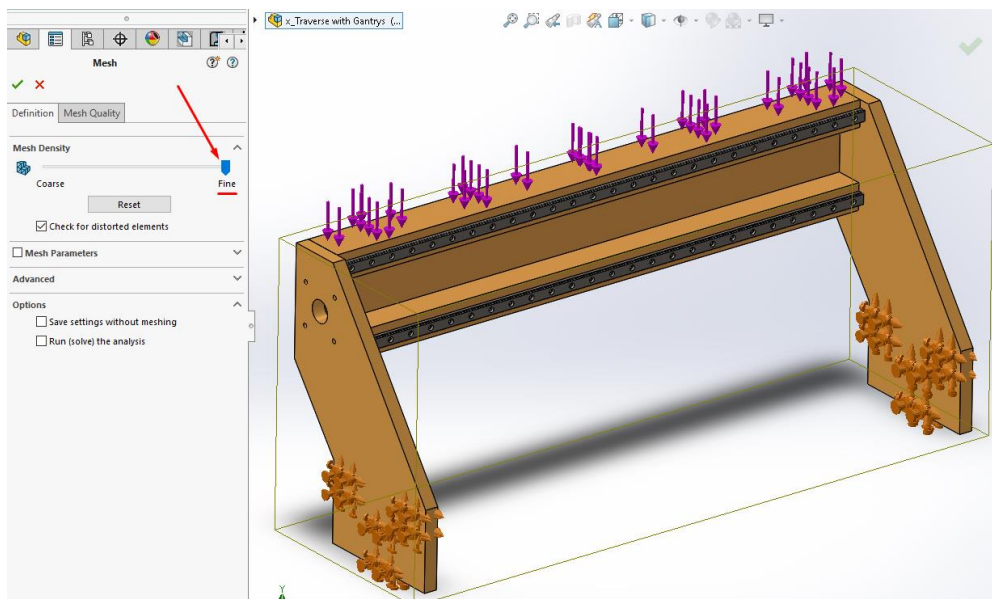 x_Traverse with Gantrys (...
Mesh
Definition
Mesh Quality
Mesh Density
Coarse
Fine
Reset
Check for distorted elements
Mesh Parameters
Advanced
Options
Save settings without meshing
Run (solve) the analysis
Y